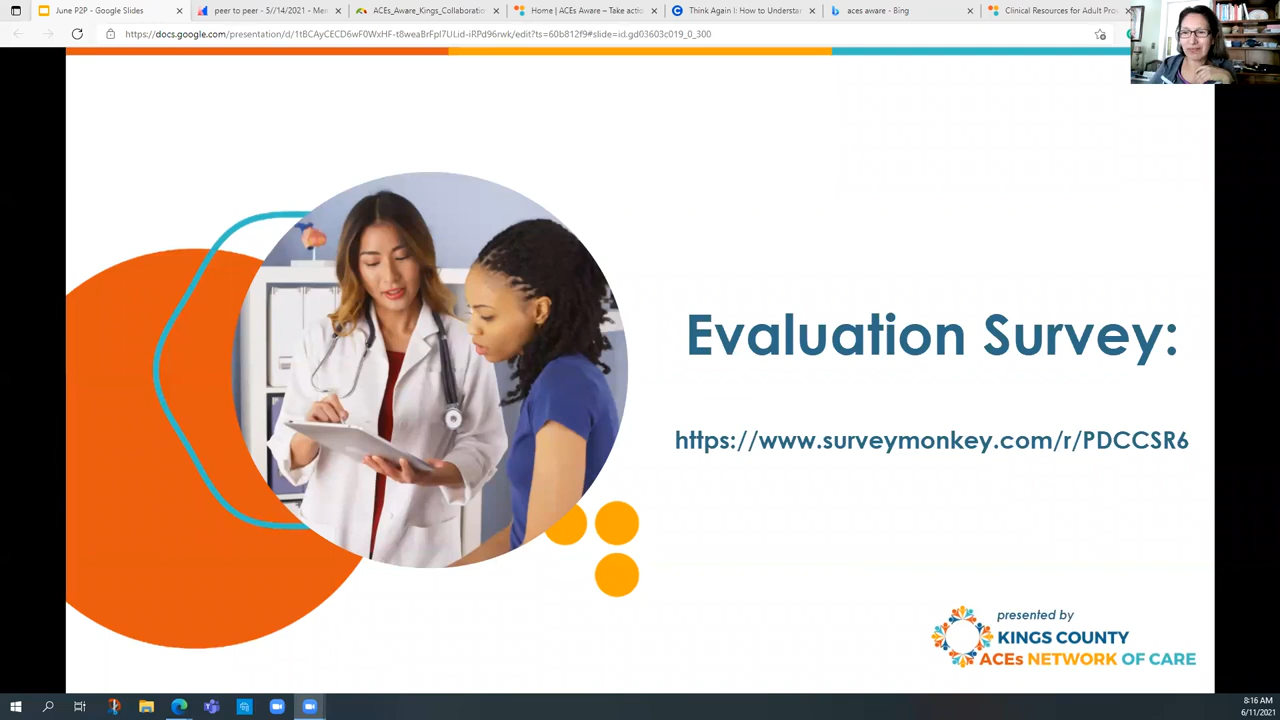 June P2P - Google Slides
peer to peer - 5//14/2021 - Me
ACEs_Aware_Kings_Collaboratio
Home | ACEs Aware – Take actio
Think Again I: How to Understar
aces aware - Bing
Clinical Resources for Adult Pro
https://docs.google.com/presentation/d/1tBCAyCECD6wF0WxHF-t8weaBrFpI7ULid-iRPd96rwk/edit?ts=60b812f9#slide=id.gd03603c019_0_300
Evaluation Survey:
https://www.surveymonkey.com/r/PDCCSR6
presented by
KINGS COUNTY
ACEs NETWORK OF CARE
8:16 AM
6/11/2021